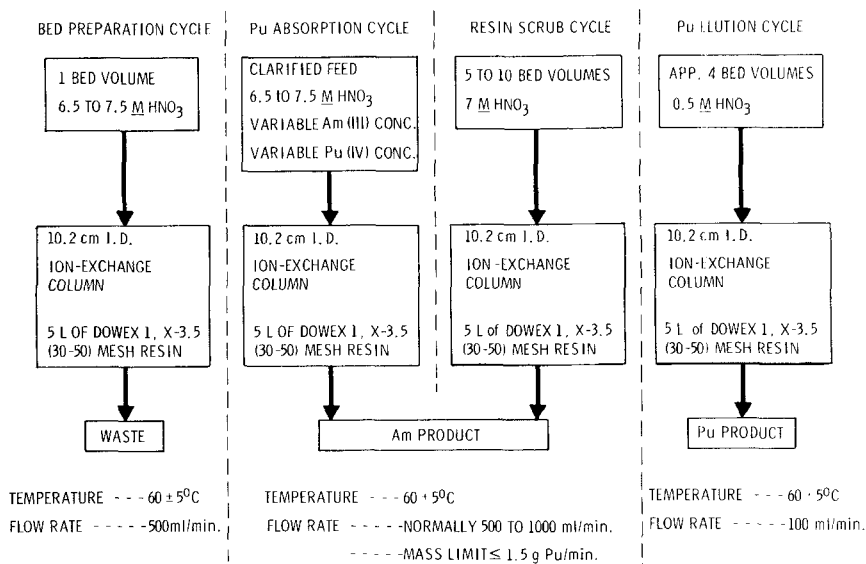 BED PREPARATION CYCLE
1 BED VOLUME
6.5 TO 7.5 M HNO3
10.2 cm I.D.
ION-EXCHANGE
COLUMN
5 L OF DOWEX 1, X-3.5
(30-50) MESH RESIN
WASTE
TEMPERATURE - - - 60 ± 5⁰C
FLOW RATE - - - - - -500ml/min.
Pu ABSORPTION CYCLE
CLARIFIED FEED
6.5 TO 7.5 M HNO3
VARIABLE Am (III) CONC.
VARIABLE Pu (IV) CONC.
10.2 cm I.D.
ION-EXCHANGE
COLUMN
5 L OF DOWEX 1, X-3.5
(30-50) MESH RESIN
RESIN SCRUB CYCLE
5 TO 10 BED VOLUMES
7 M HNO3
10.2 cm I.D.
ION-EXCHANGE
COLUMN
5 L OF DOWEX 1, X-3.5
(30-50) MESH RESIN
Am PRODUCT
TEMPERATURE - - - 60 + 5⁰C
FLOW RATE - - - - -NORMALLY 500 TO 1000 ml/min.
- - - - -MASS LIMIT ≤ 1.5 g Pu/min.
Pu ELUTION CYCLE
APP. 4 BED VOLUMES
0.5 M HNO3
10.2 cm I.D.
ION-EXCHANGE
COLUMN
5 L OF DOWEX 1, X-3.5
(30-50) MESH RESIN
Pu PRODUCT
TEMPERATURE - - - 60 + 5⁰C
FLOW RATE - - - - -100 ml/min.